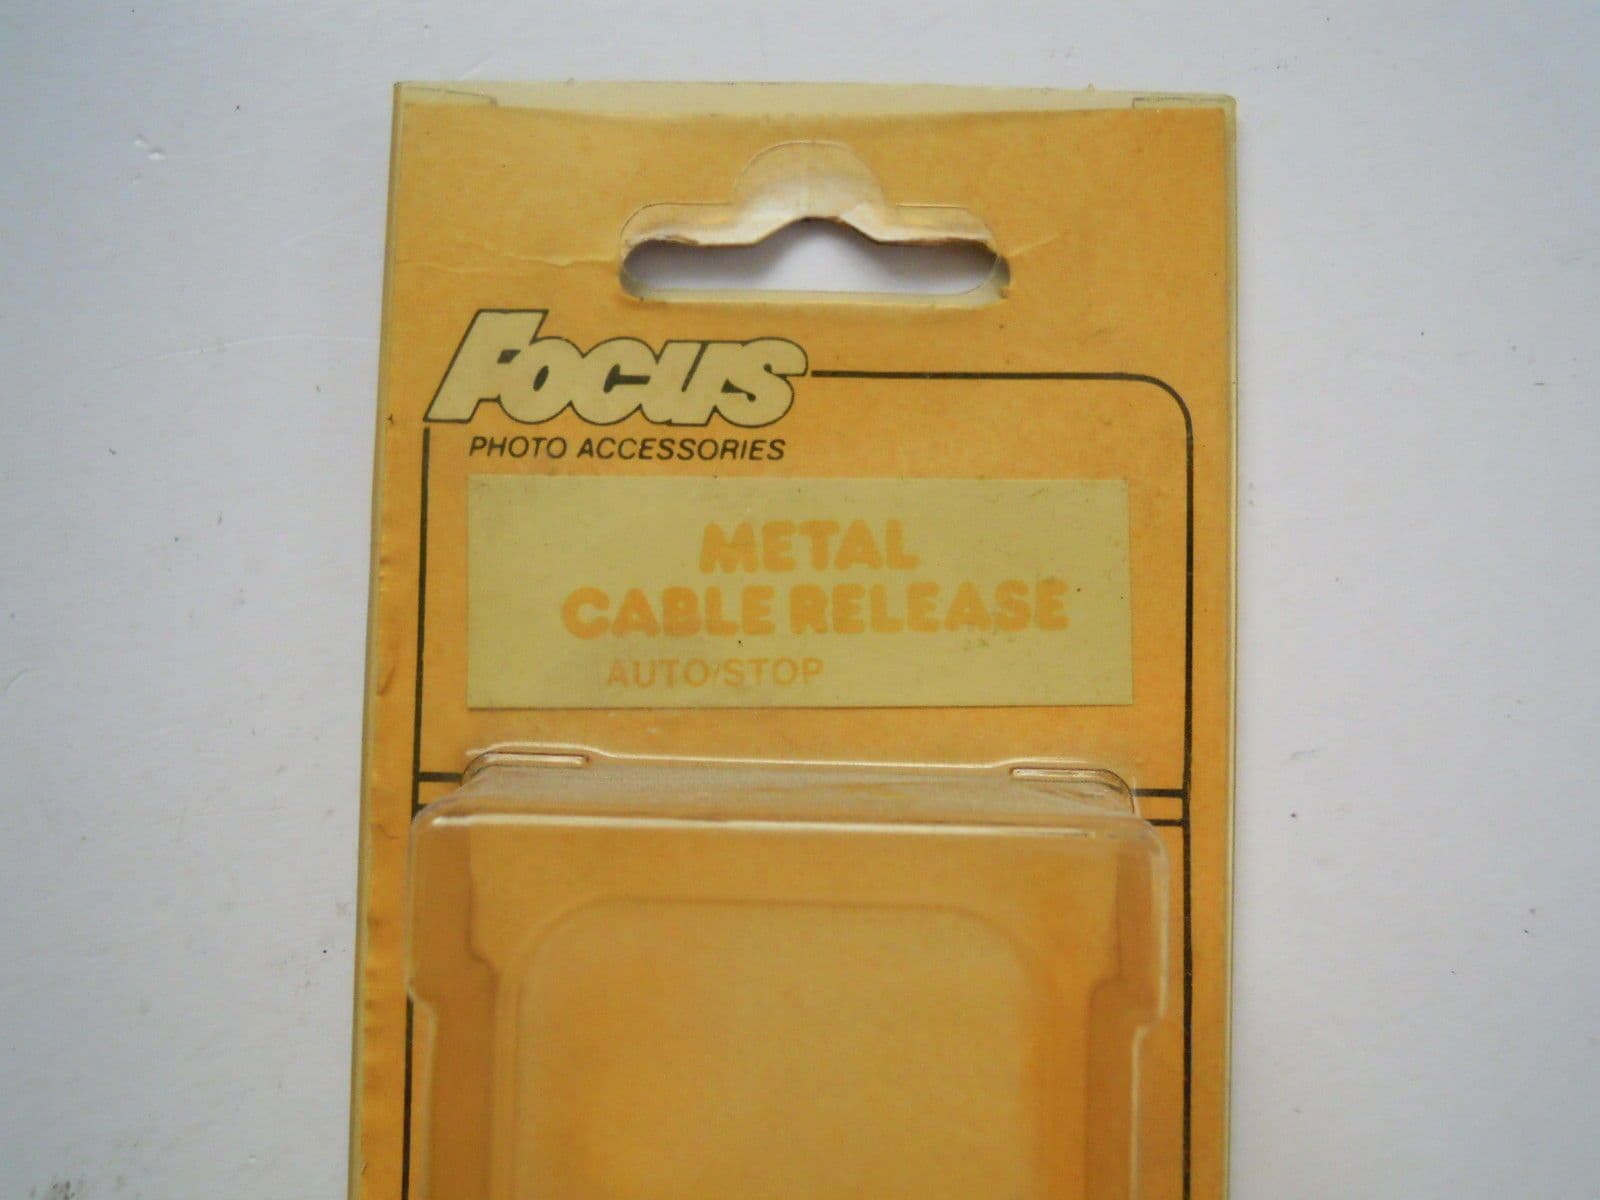 FOCUS
PHOTO ACCESSORIES
METAL
CABLE RELEASE
AUTO/STOP